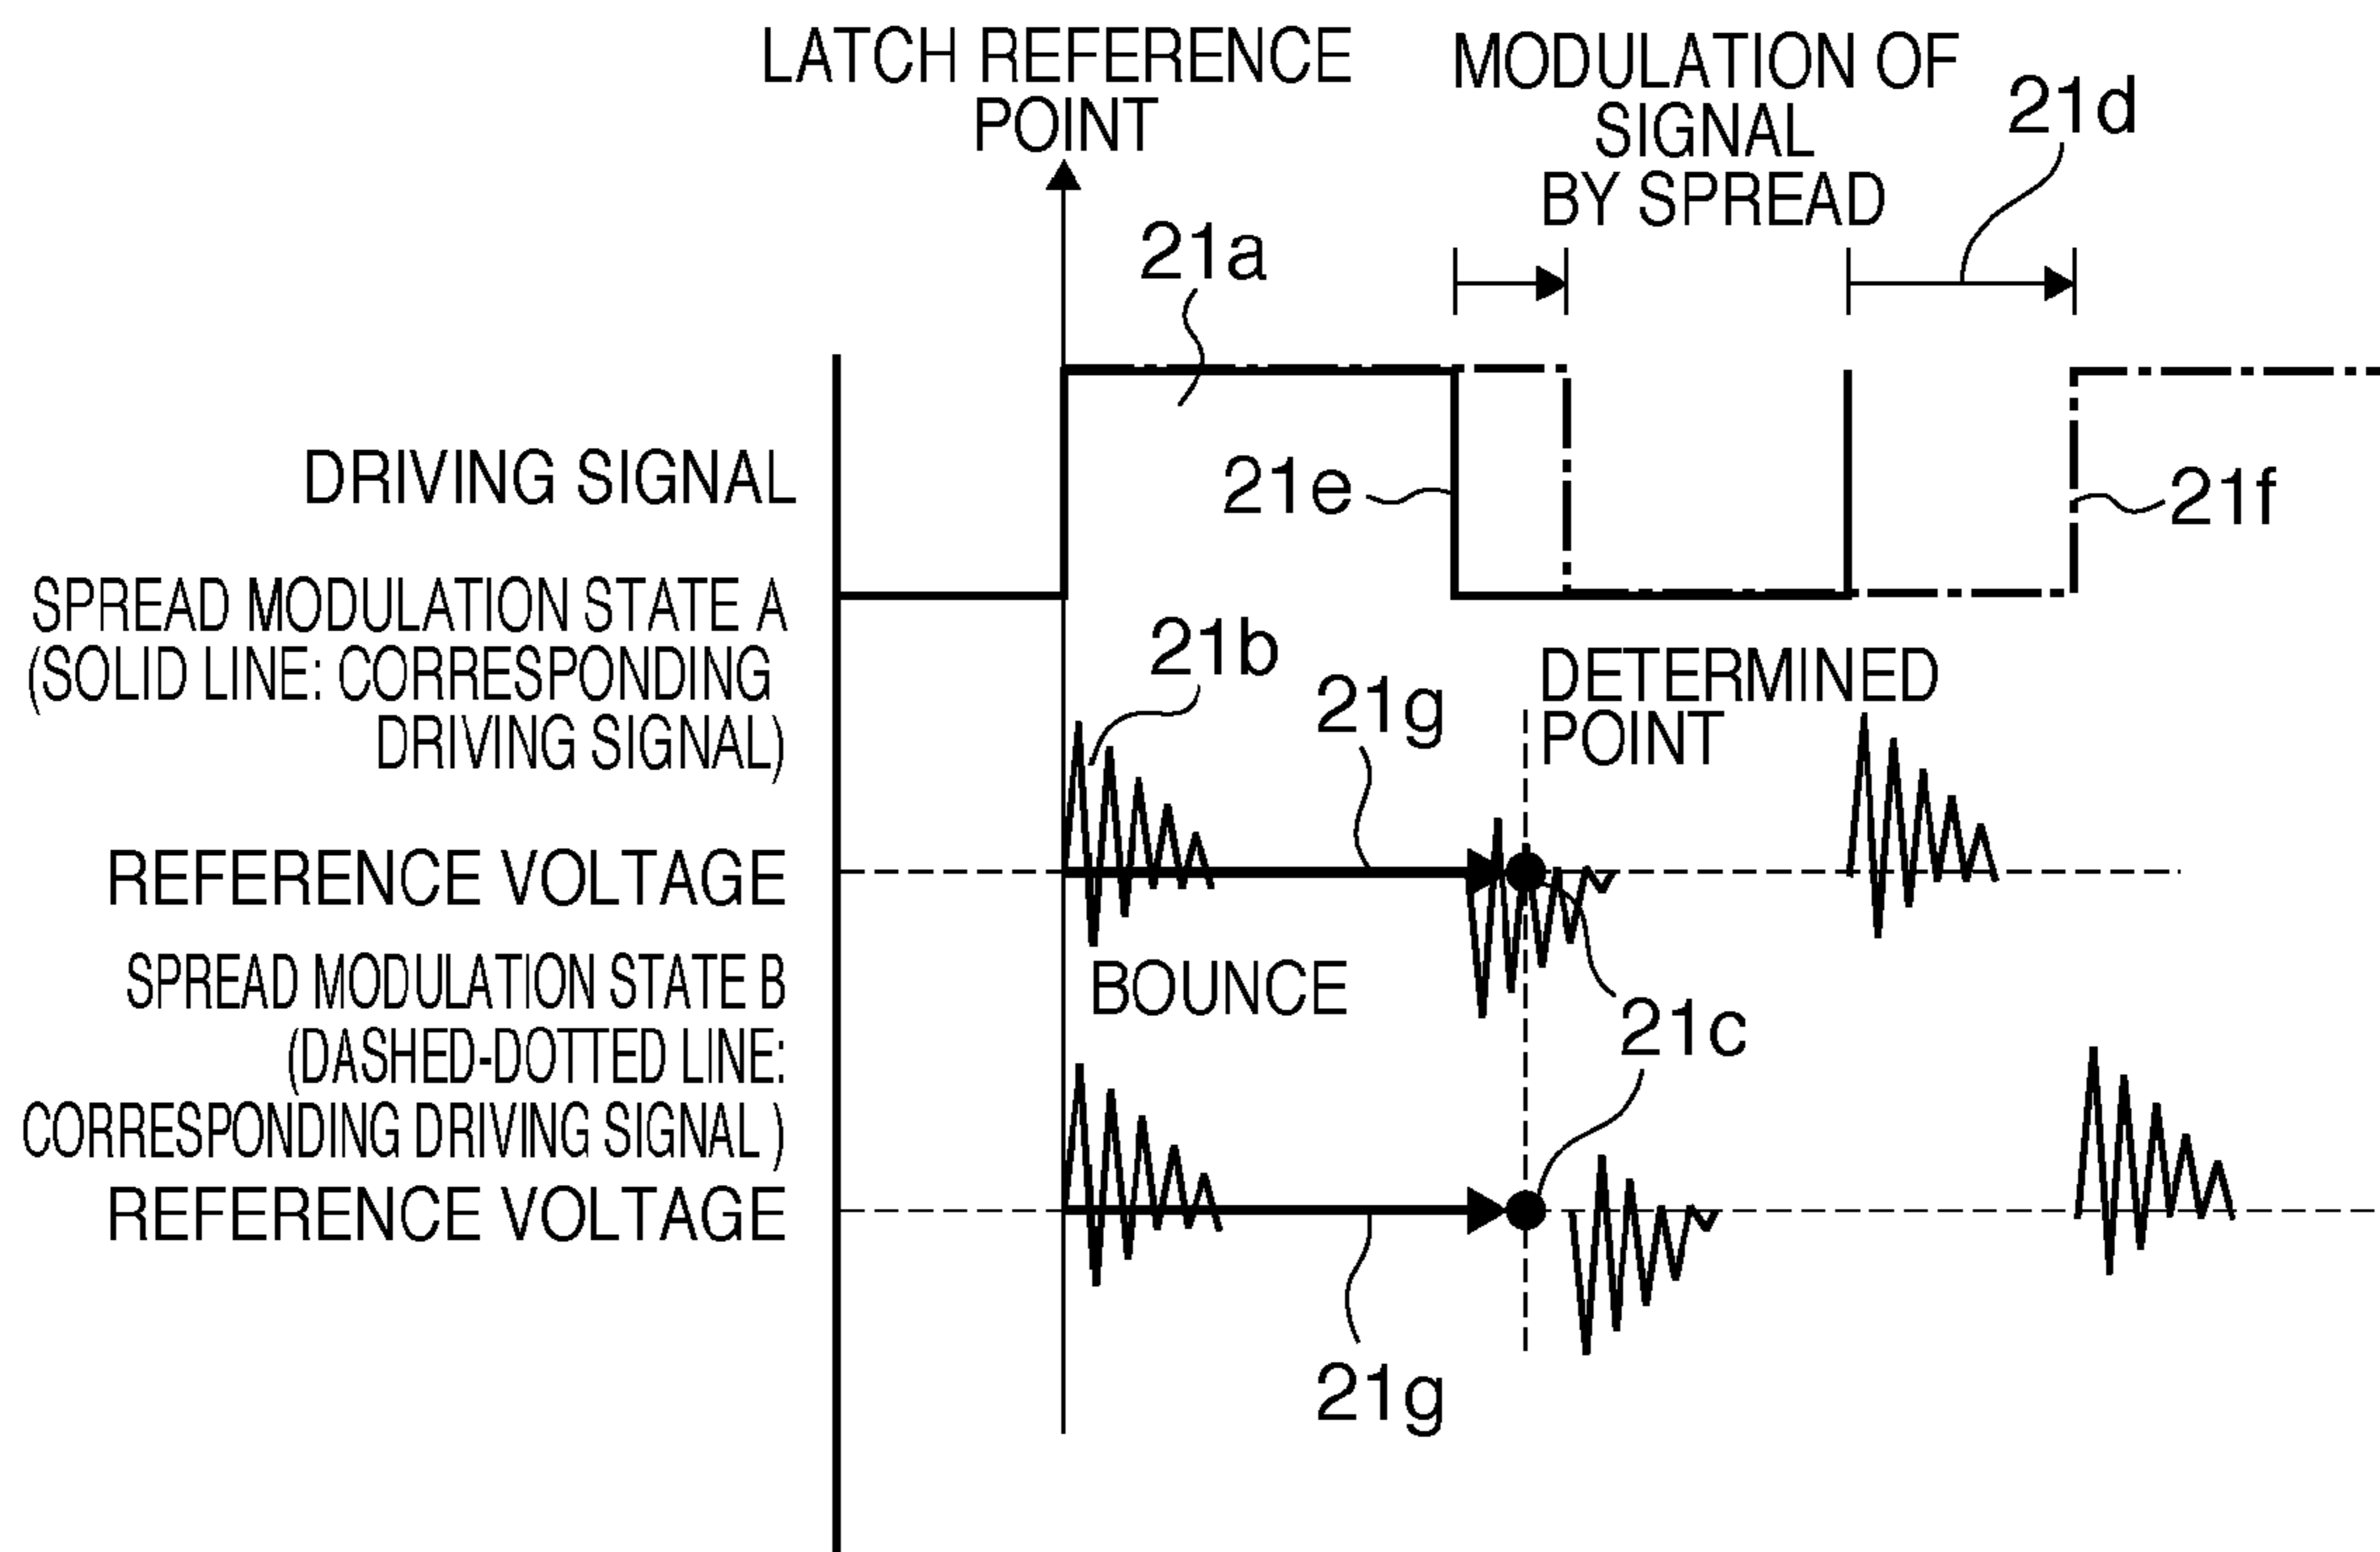 LATCH REFERENCE
POINT
MODULATION OF
SIGNAL
BY SPREAD
21d
21a
DRIVING SIGNAL
21e
21f
SPREAD MODULATION STATE A
(SOLID LINE: CORRESPONDING
DRIVING SIGNAL)
21b
21g
DETERMINED
POINT
REFERENCE VOLTAGE
SPREAD MODULATION STATE B
(DASHED-DOTTED LINE:
CORRESPONDING DRIVING SIGNAL )
BOUNCE
21c
REFERENCE VOLTAGE
21g